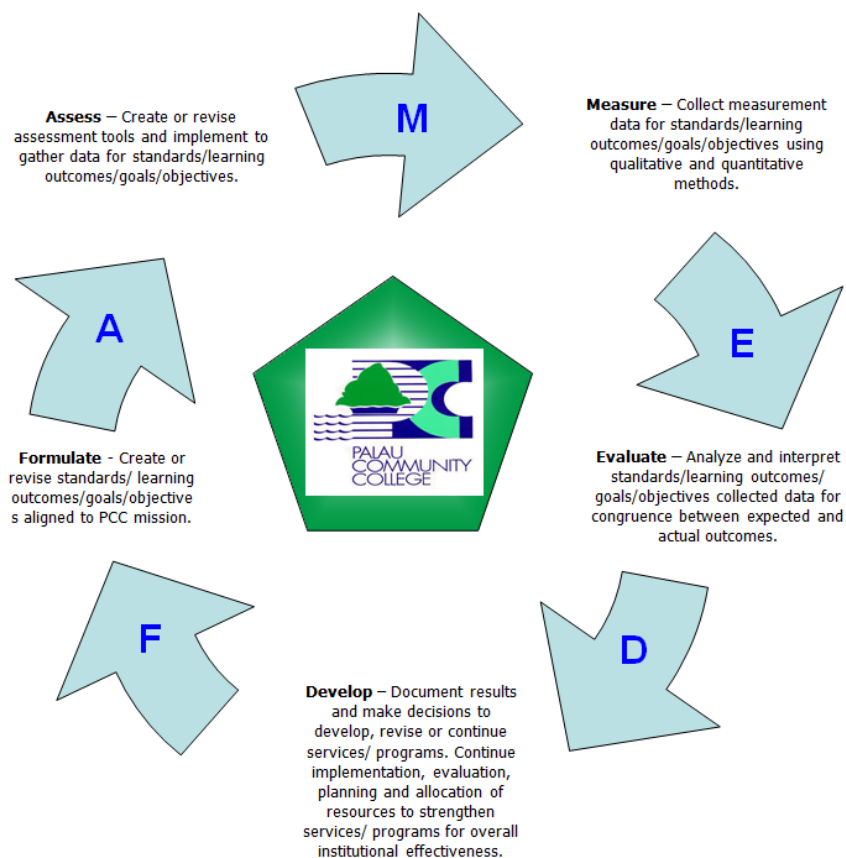 M
Assess – Create or revise
assessment tools and implement to
gather data for standards/learning
outcomes/goals/objectives.
Measure – Collect measurement
data for standards/learning
outcomes/goals/objectives using
qualitative and quantitative
methods.
A
E
PALAU
COMMUNITY
COLLEGE
Formulate - Create or
revise standards/ learning
outcomes/goals/objective
s aligned to PCC mission.
Evaluate – Analyze and interpret
standards/learning outcomes/
goals/objectives collected data for
congruence between expected and
actual outcomes.
F
D
Develop – Document results
and make decisions to
develop, revise or continue
services/ programs. Continue
implementation, evaluation,
planning and allocation of
resources to strengthen
services/ programs for overall
institutional effectiveness.